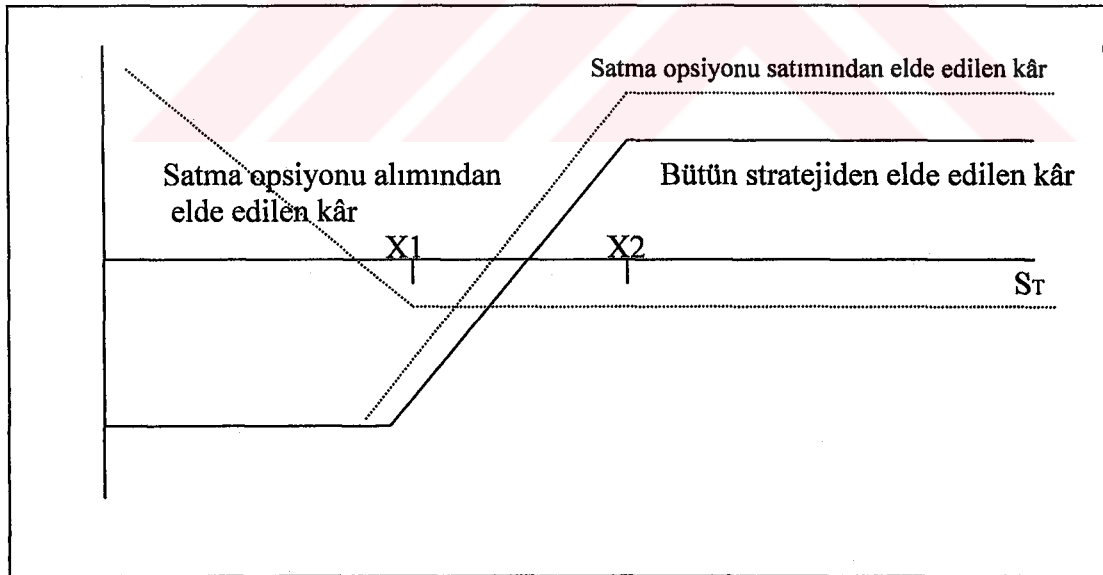 Satma opsiyonu satımından elde edilen kâr
Satma opsiyonu alımından
elde edilen kâr
Bütün stratejiden elde edilen kâr
X1
X2
ST